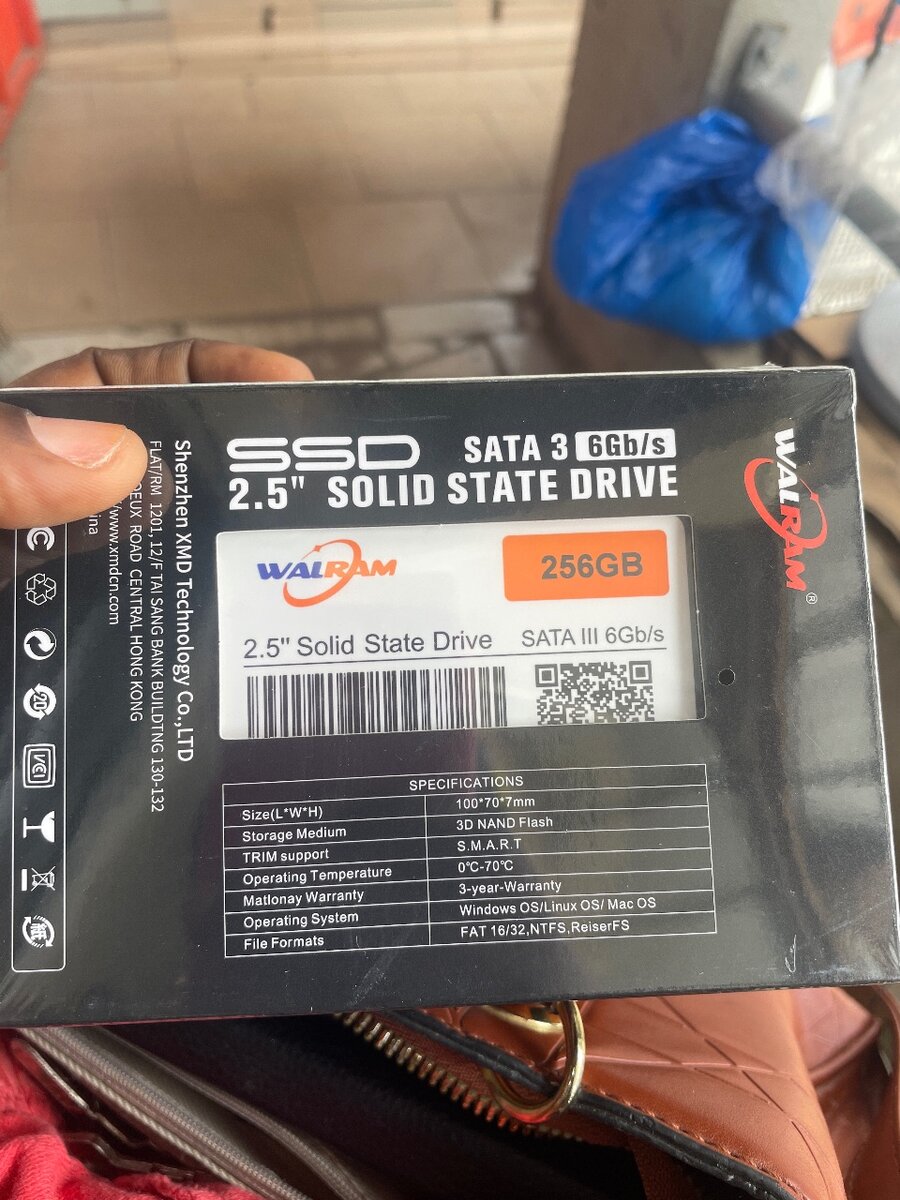 SSD SATA 3 6Gb/s
2.5" SOLID STATE DRIVE
WALRAM 256GB
2.5" Solid State Drive SATA III 6Gb/s
WALRAM®
SPECIFICATIONS
Size(L*W*H) 100*70*7mm
Storage Medium 3D NAND Flash
TRIM support S.M.A.R.T
Operating Temperature 0℃-70℃
Matlonay Warranty 3-year-Warranty
Operating System Windows OS/Linux OS/ Mac OS
File Formats FAT 16/32,NTFS,ReiserFS
Shenzhen XMD Technology Co.,LTD
FLAT/RM 1201, 12/F TAI SANG BANK BUILDTNG 130-132
ROAD CENTRAL HONG KONG
www.xmdcn.com
20
VCI